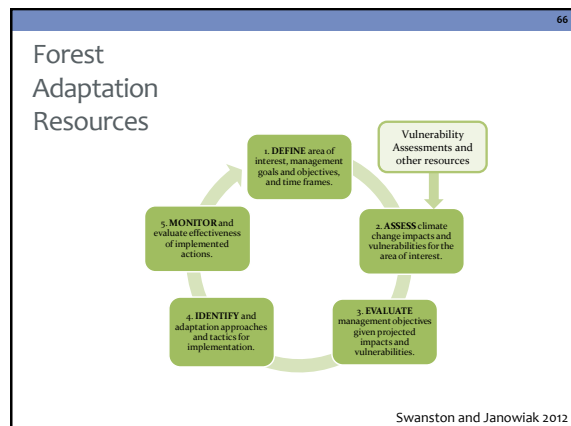 66
Forest
Adaptation
Resources
1. DEFINE area of
interest, management
goals and objectives,
and time frames.
Vulnerability
Assessments and
other resources
2. ASSESS climate
change impacts and
vulnerabilities for the
area of interest.
3. EVALUATE
management objectives
given projected
impacts and
vulnerabilities.
4. IDENTIFY and
adaptation approaches
and tactics for
implementation.
5. MONITOR and
evaluate effectiveness
of implemented
actions.
Swanston and Janowiak 2012